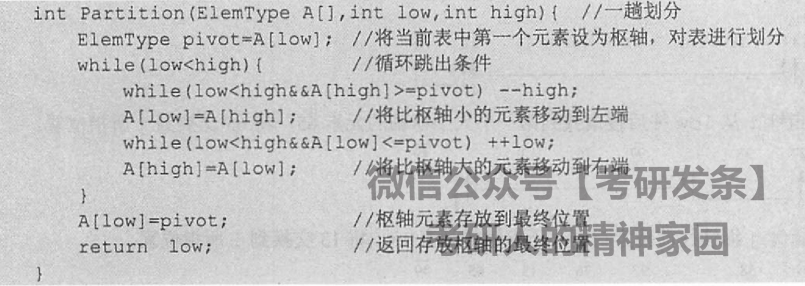 int Partition(ElemType A[],int low,int high){ //一趟划分
ElemType pivot=A[low]; //将当前表中第一个元素设为枢轴，对表进行划分
while(low<high){ //循环跳出条件
while(low<high&&A[high]>=pivot) --high;
A[low]=A[high]; //将比枢轴小的元素移动到左端
while(low<high&&A[low]<=pivot) ++low;
A[high]=A[low]; //将比枢轴大的元素移动到右端
微信公众号【考研发条】
}
A[low]=pivot; //枢轴元素存放到最终位置
return low; //返回存放枢轴的最终位置
考研人的精神家园
}